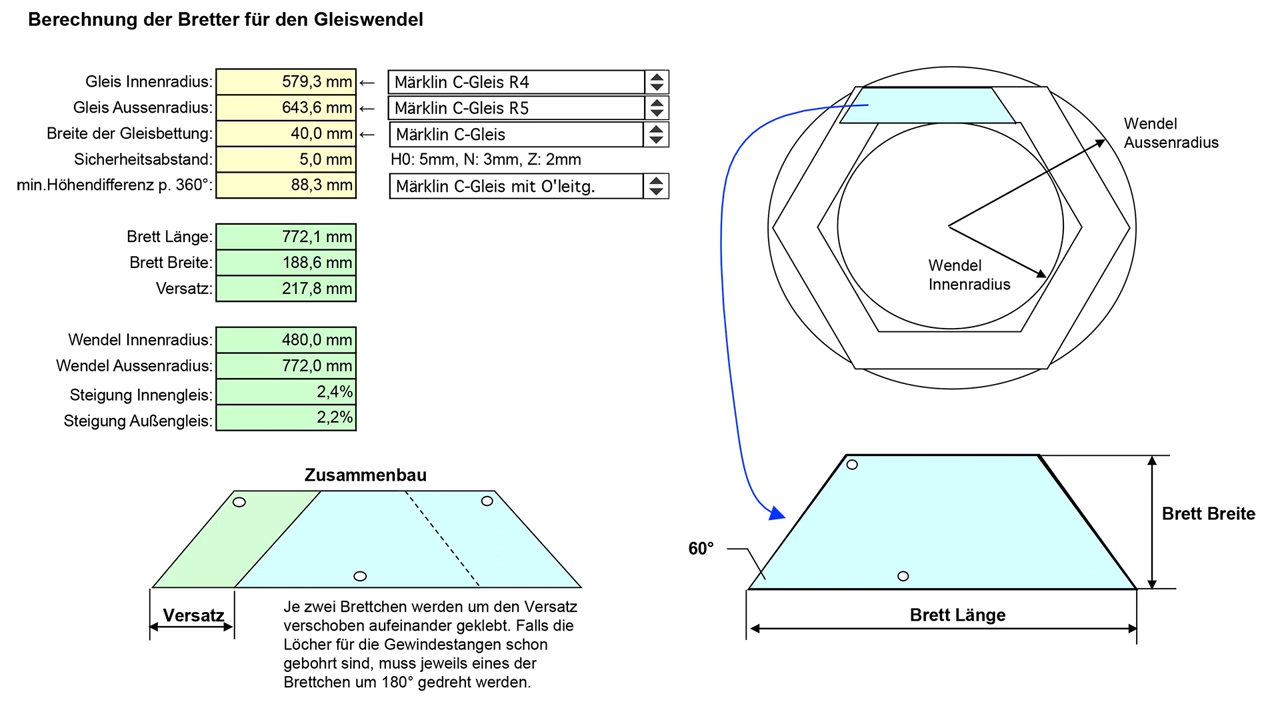 Berechnung der Bretter für den Gleiswendel
Gleis Innenradius: 579,3 mm ← Märklin C-Gleis R4
Gleis Aussenradius: 643,6 mm ← Märklin C-Gleis R5
Breite der Gleisbettung: 40,0 mm ← Märklin C-Gleis
Sicherheitsabstand: 5,0 mm H0: 5mm, N: 3mm, Z: 2mm
min.Höhendifferenz p. 360°: 88,3 mm Märklin C-Gleis mit O'leitg.
Brett Länge: 772,1 mm
Brett Breite: 188,6 mm
Versatz: 217,8 mm
Wendel Innenradius: 480,0 mm
Wendel Aussenradius: 772,0 mm
Steigung Innengleis: 2,4%
Steigung Außengleis: 2,2%
Wendel
Aussenradius
Wendel
Innenradius
Zusammenbau
Versatz
Je zwei Brettchen werden um den Versatz
verschoben aufeinander geklebt. Falls die
Löcher für die Gewindestangen schon
gebohrt sind, muss jeweils eines der
Brettchen um 180° gedreht werden.
60°
Brett Breite
Brett Länge